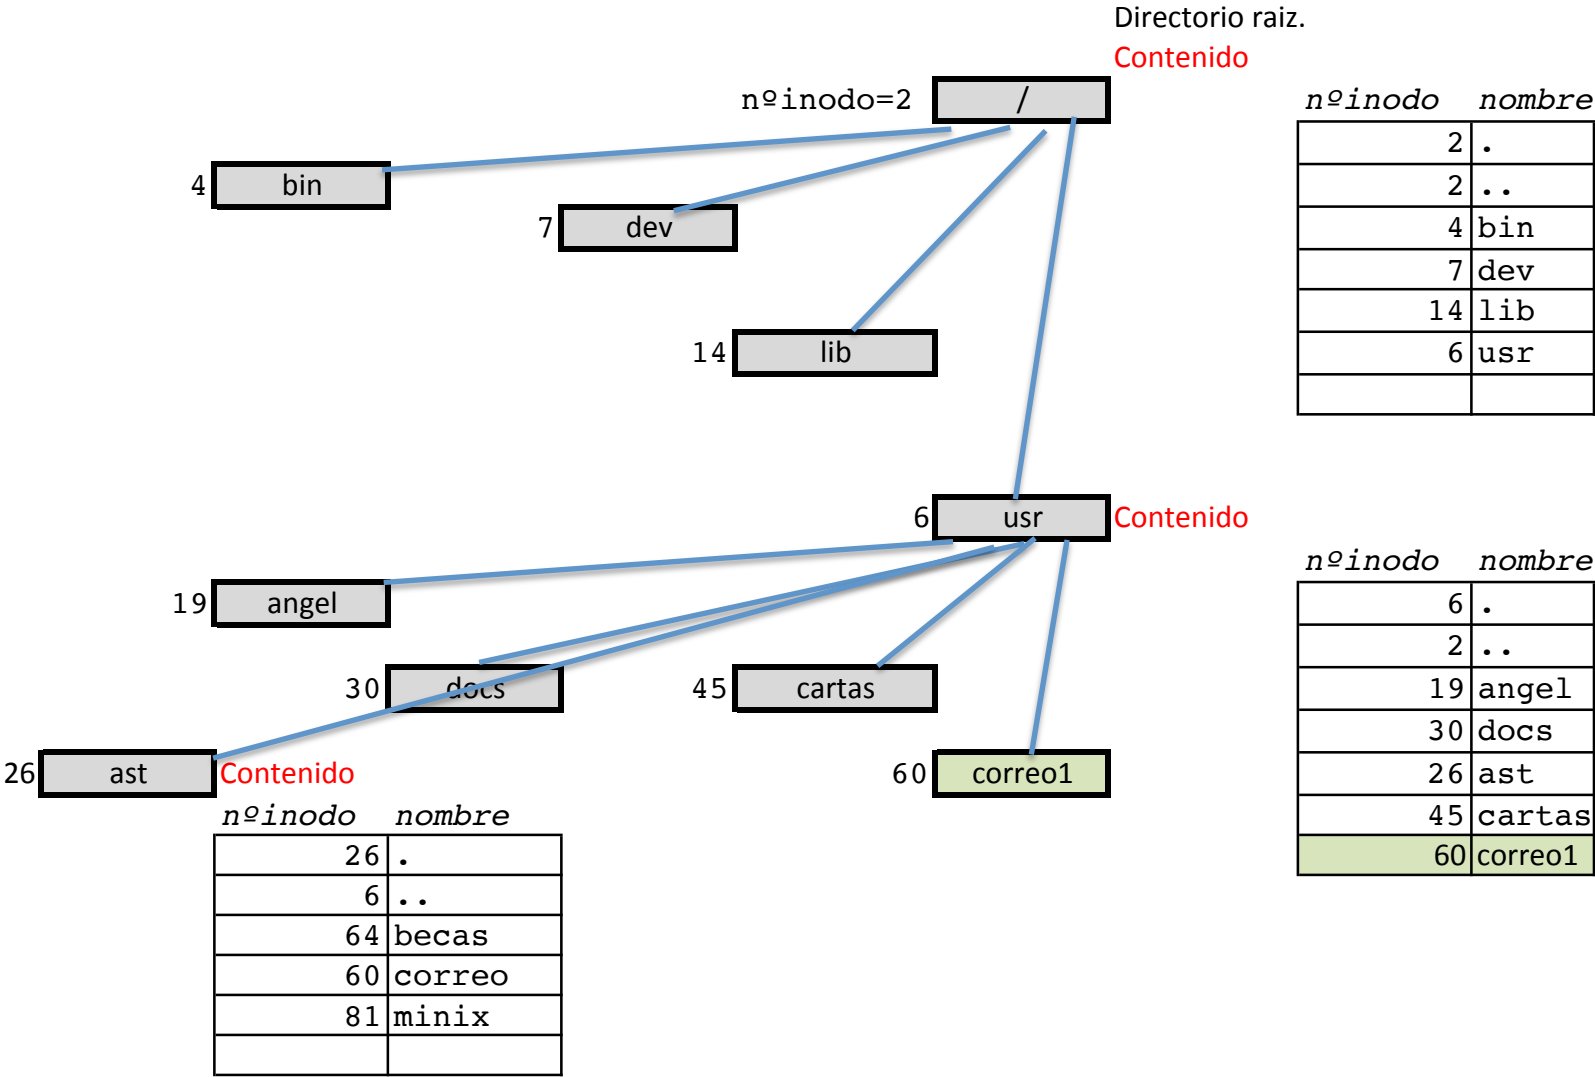 Directorio raiz.
Contenido
nºinodo=2 /
nºinodo nombre
2 .
2 ..
4 bin
7 dev
14 lib
6 usr
4 bin
7 dev
14 lib
6 usr
Contenido
nºinodo nombre
6 .
2 ..
19 angel
30 docs
26 ast
45 cartas
60 correo1
19 angel
30 docs
45 cartas
26 ast
Contenido
60 correo1
nºinodo nombre
26 .
6 ..
64 becas
60 correo
81 minix